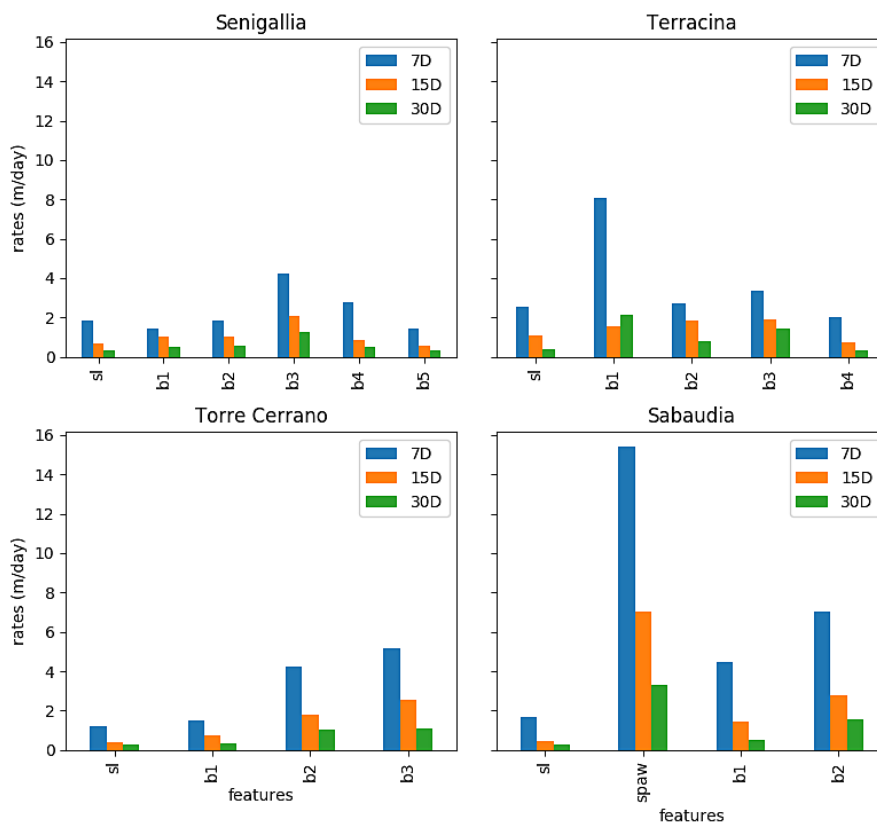 Senigallia
16
14
12
10
8
6
4
2
0
rates (m/day)
7D
15D
30D
sl
b1
b2
b3
b4
b5
Terracina
7D
15D
30D
sl
b1
b2
b3
b4
Torre Cerrano
16
14
12
10
8
6
4
2
0
rates (m/day)
7D
15D
30D
sl
b1
b2
b3
features
Sabaudia
7D
15D
30D
sl
spaw
b1
b2
features